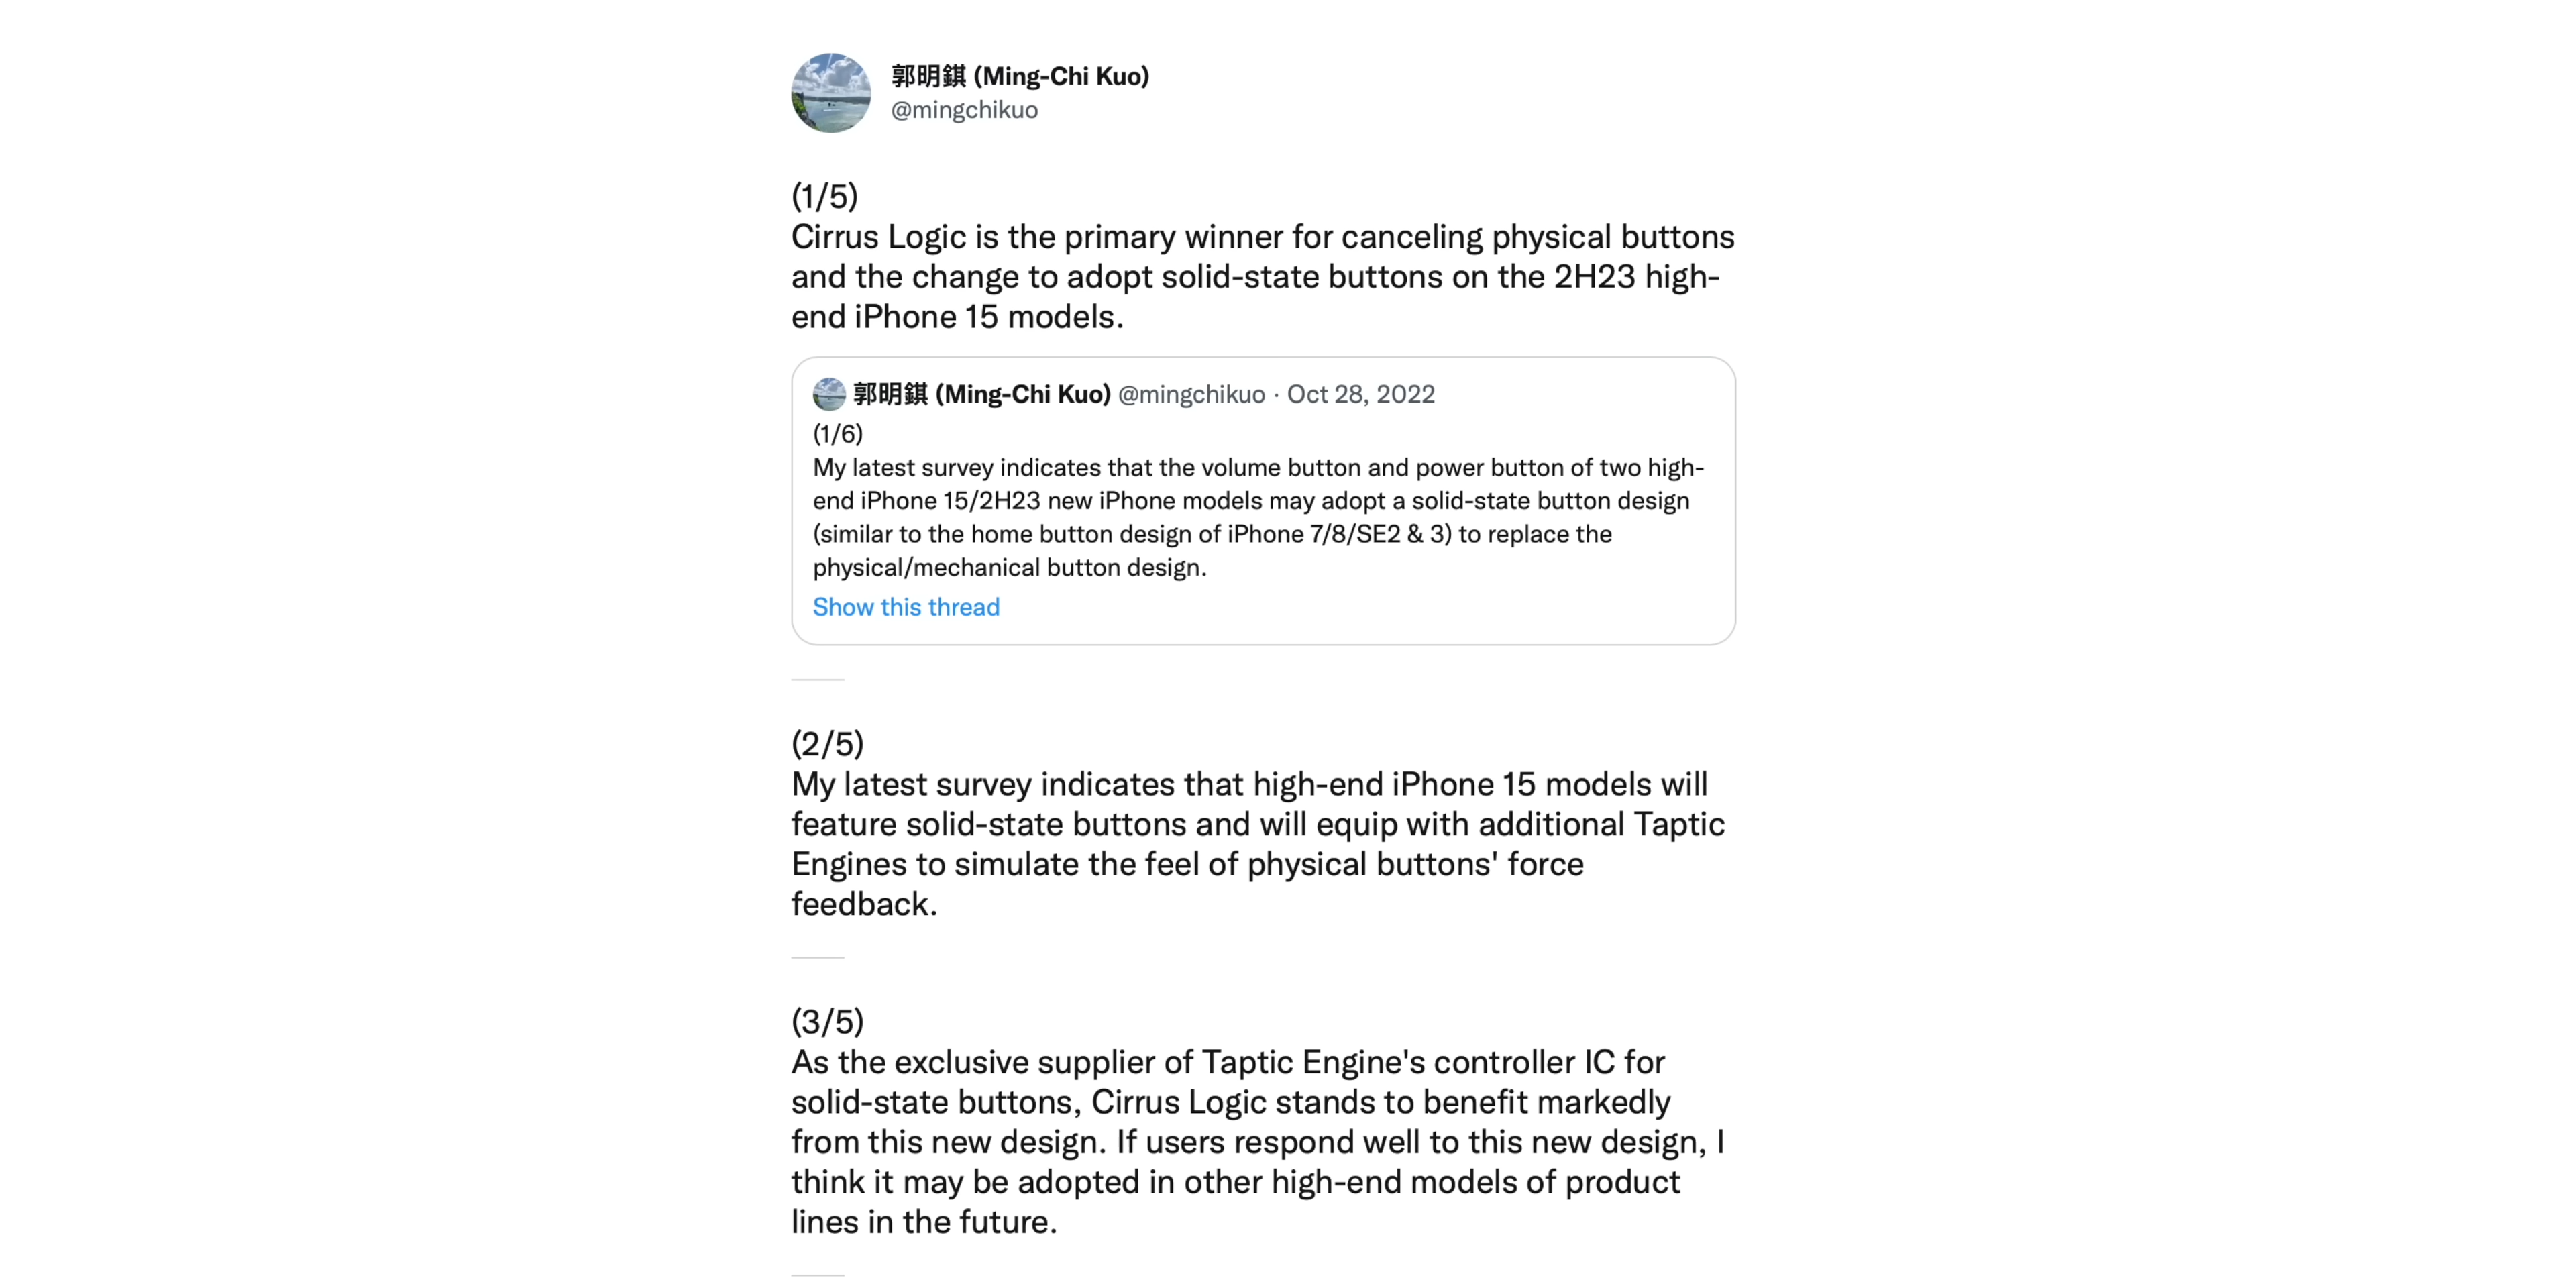 郭明錤 (Ming-Chi Kuo)
@mingchikuo
(1/5)
Cirrus Logic is the primary winner for canceling physical buttons
and the change to adopt solid-state buttons on the 2H23 high-
end iPhone 15 models.
郭明錤 (Ming-Chi Kuo) @mingchikuo · Oct 28, 2022
(1/6)
My latest survey indicates that the volume button and power button of two high-
end iPhone 15/2H23 new iPhone models may adopt a solid-state button design
(similar to the home button design of iPhone 7/8/SE2 & 3) to replace the
physical/mechanical button design.
Show this thread
(2/5)
My latest survey indicates that high-end iPhone 15 models will
feature solid-state buttons and will equip with additional Taptic
Engines to simulate the feel of physical buttons' force
feedback.
(3/5)
As the exclusive supplier of Taptic Engine's controller IC for
solid-state buttons, Cirrus Logic stands to benefit markedly
from this new design. If users respond well to this new design, I
think it may be adopted in other high-end models of product
lines in the future.